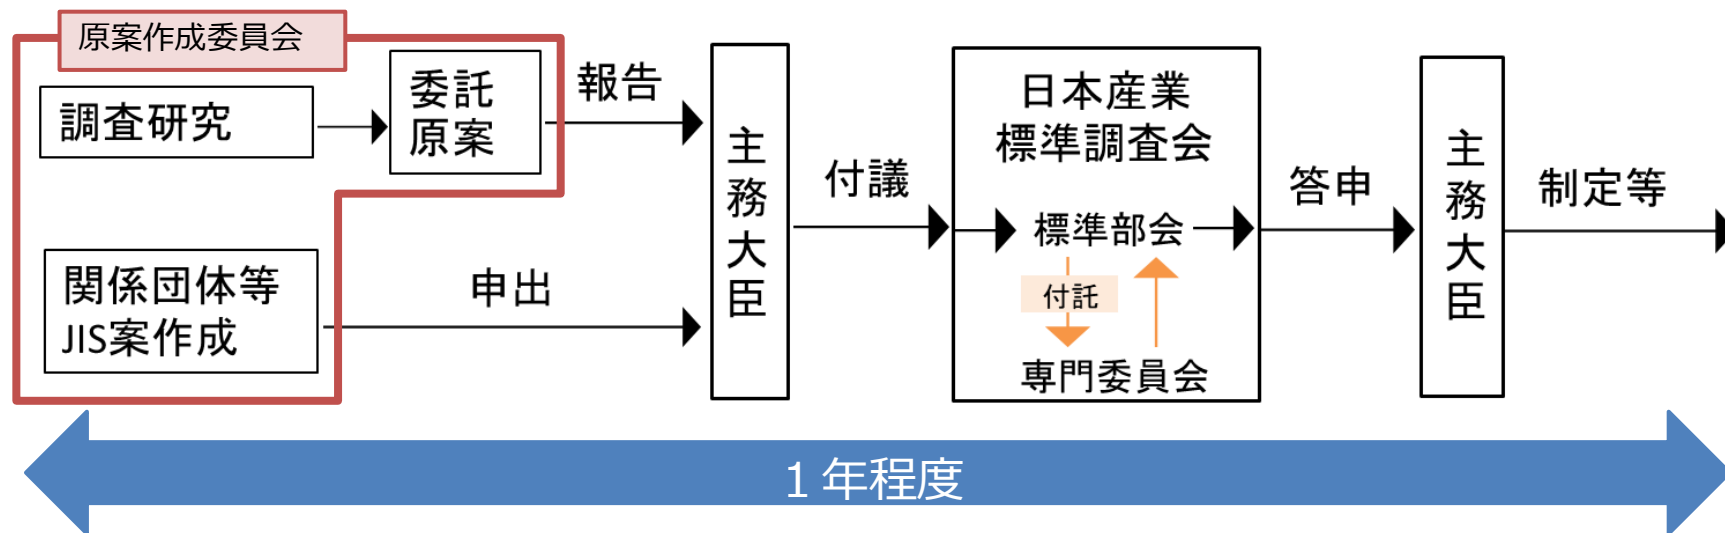 原案作成委員会
調査研究
委託
原案
報告
関係団体等
JIS案作成
申出
主務大臣
付議
日本産業
標準調査会
標準部会
付託
専門委員会
答申
主務大臣
制定等
1年程度